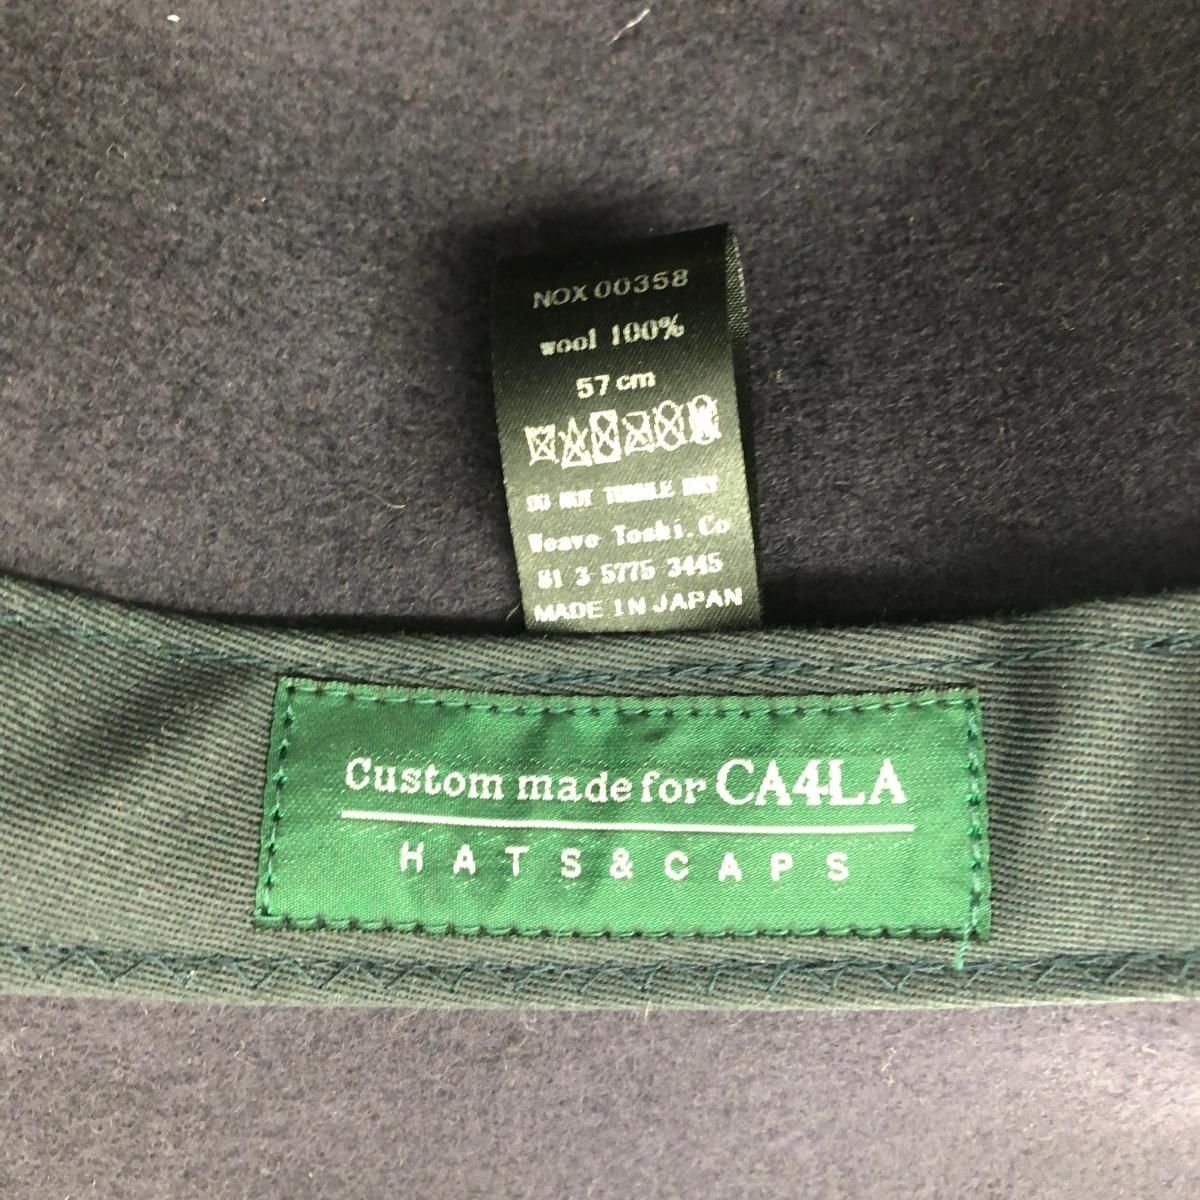 NOX 00358
wool 100%
57 cm
DO NOT TUMBLE DRY
Weave Toshi.Co
81 3 5775 3445
MADE IN JAPAN
Custom made for CA4LA
HATS & CAPS